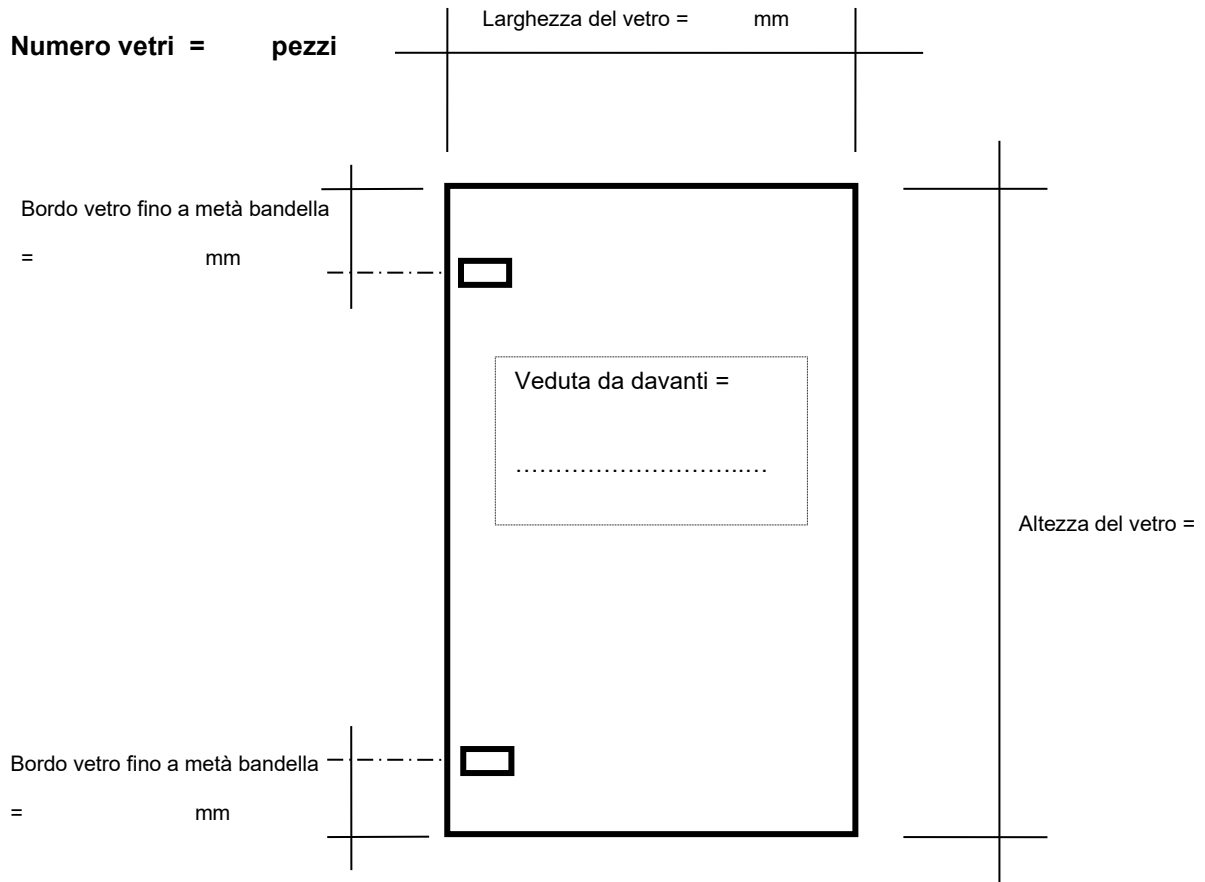 Larghezza del vetro = mm
Numero vetri = pezzi
Bordo vetro fino a metà bandella
= mm
Veduta da davanti =
………………………..…
Altezza del vetro =
Bordo vetro fino a metà bandella
= mm